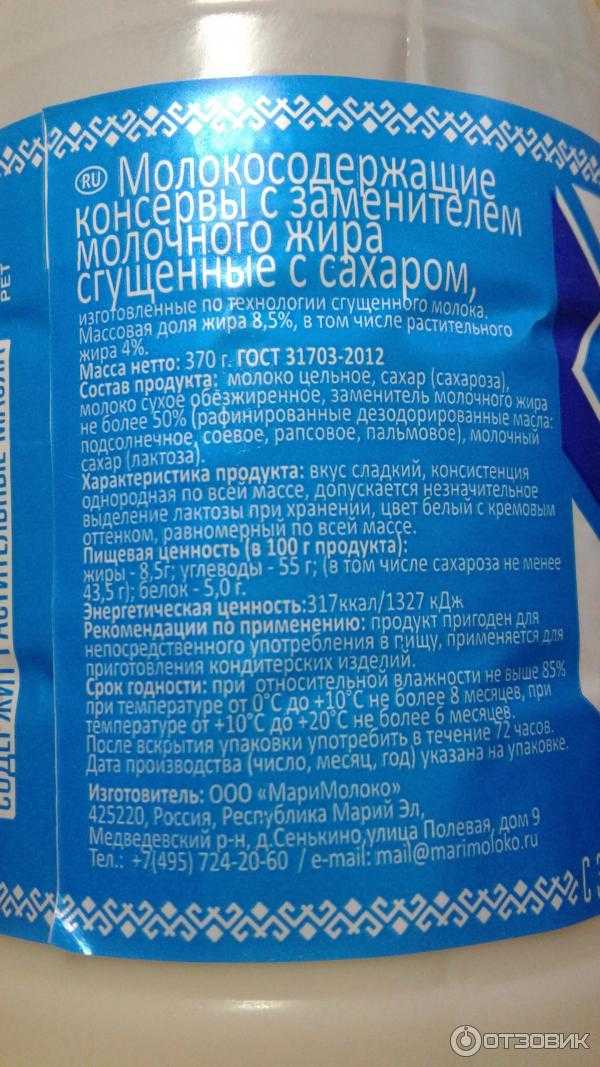 RU Молокосодержащие
консервы с заменителем
молочного жира
сгущенные с сахаром,
изготовленные по технологии сгущенного молока.
Массовая доля жира 8,5%, в том числе растительного
жира 4%.
Масса нетто: 370 г. ГОСТ 31703-2012
Состав продукта: молоко цельное, сахар (сахароза),
молоко сухое обезжиренное, заменитель молочного жира
не более 50% (рафинированные дезодорированные масла:
подсолнечное, соевое, рапсовое, пальмовое), молочный
сахар (лактоза).
Характеристика продукта: вкус сладкий, консистенция
однородная по всей массе, допускается незначительное
выделение лактозы при хранении, цвет белый с кремовым
оттенком, равномерный по всей массе.
Пищевая ценность (в 100 г продукта):
жиры - 8,5г; углеводы - 55 г; (в том числе сахароза не менее
43,5 г); белок - 5,0 г.
Энергетическая ценность:317ккал/1327 кДж
Рекомендации по применению: продукт пригоден для
непосредственного употребления в пищу, применяется для
приготовления кондитерских изделий.
Срок годности: при относительной влажности не выше 85%
при температуре от 0°С до +10°С не более 8 месяцев, при
температуре от +10°С до +20°С не более 6 месяцев.
После вскрытия упаковки употребить в течение 72 часов.
Дата производства (число, месяц, год) указана на упаковке.
Изготовитель: ООО «МариМолоко»
425220, Россия, Республика Марий Эл,
Медведевский р-н, д.Сенькино,улица Полевая, дом 9
Тел.: +7(495) 724-20-60 / e-mail: mail@marimoloko.ru
СОДЕРЖИТ РАСТИТЕЛЬНЫЕ МАСЛА
РЕТ
ОТЗОВИК